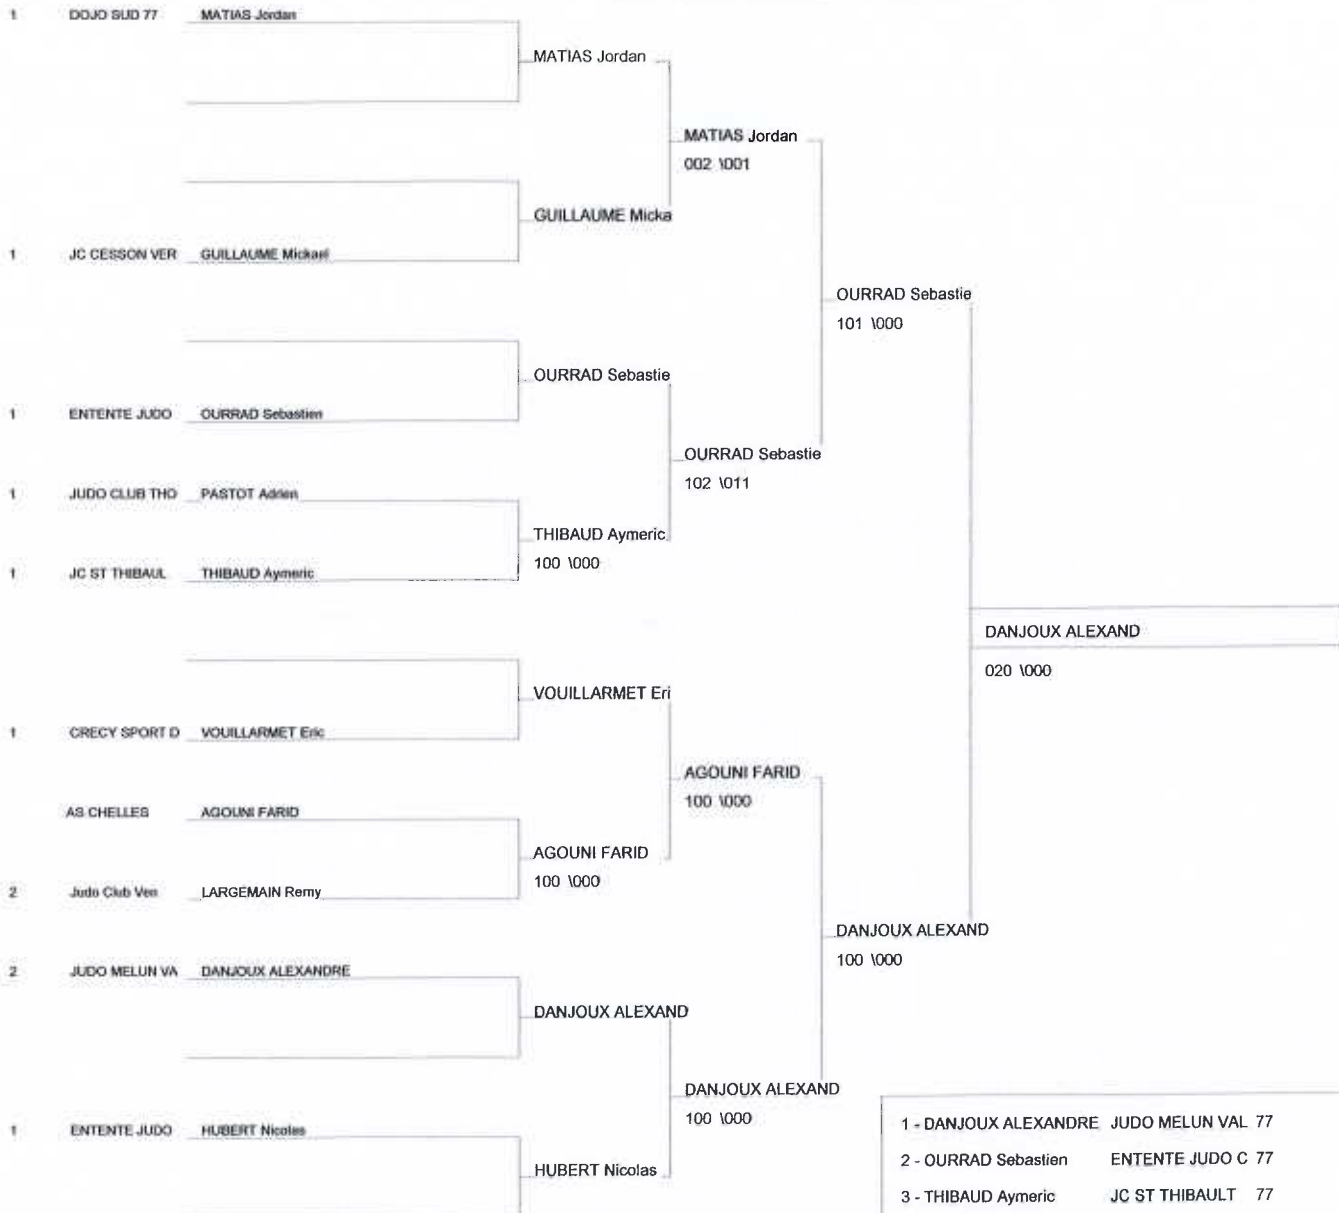 1 DOJO SUD 77 MATIAS Jordan
MATIAS Jordan
MATIAS Jordan
002 \001
GUILLAUME Micka
1 JC CESSON VER GUILLAUME Mickael
OURRAD Sebastie
101 \000
OURRAD Sebastie
1 ENTENTE JUDO OURRAD Sebastien
OURRAD Sebastie
102 \011
1 JUDO CLUB THO PASTOT Adrien
THIBAUD Aymeric
100 \000
1 JC ST THIBAUL THIBAUD Aymeric
DANJOUX ALEXAND
020 \000
VOUILLARMET Eri
1 CRECY SPORT D VOUILLARMET Eric
AGOUNI FARID
100 \000
AS CHELLES AGOUNI FARID
AGOUNI FARID
100 \000
2 Judo Club Ven LARGEMAIN Remy
DANJOUX ALEXAND
100 \000
2 JUDO MELUN VA DANJOUX ALEXANDRE
DANJOUX ALEXAND
DANJOUX ALEXAND
100 \000
1 ENTENTE JUDO HUBERT Nicolas
HUBERT Nicolas
1 - DANJOUX ALEXANDRE JUDO MELUN VAL 77
2 - OURRAD Sebastien ENTENTE JUDO C 77
3 - THIBAUD Aymeric JC ST THIBAULT 77